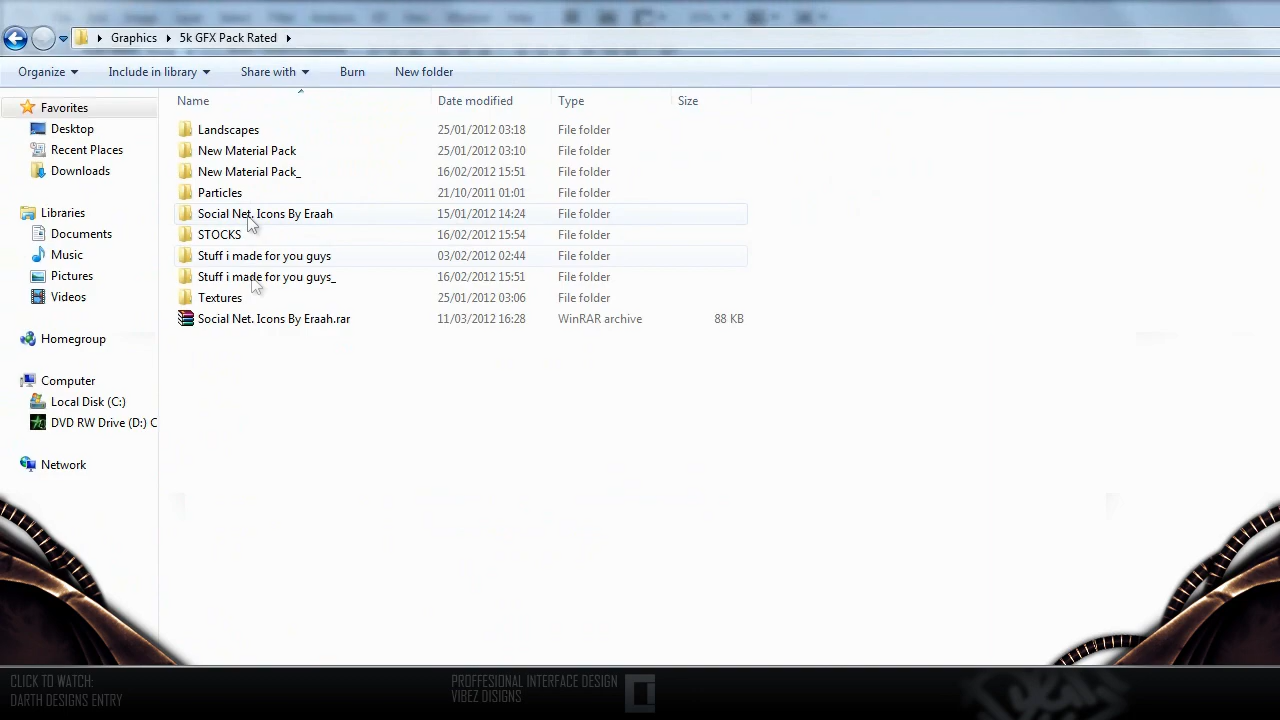 Graphics 5k GFX Pack Rated
Organize Include in library Share with Burn New folder
Name Date modified Type Size
Favorites
Desktop
Recent Places
Downloads
Libraries
Documents
Music
Pictures
Videos
Homegroup
Computer
Local Disk (C:)
DVD RW Drive (D:) C
Network
Landscapes 25/01/2012 03:18 File folder
New Material Pack 25/01/2012 03:10 File folder
New Material Pack_ 16/02/2012 15:51 File folder
Particles 21/10/2011 01:01 File folder
Social Net. Icons By Eraah 15/01/2012 14:24 File folder
STOCKS 16/02/2012 15:54 File folder
Stuff i made for you guys 03/02/2012 02:44 File folder
Stuff i made for you guys_ 16/02/2012 15:51 File folder
Textures 25/01/2012 03:06 File folder
Social Net. Icons By Eraah.rar 11/03/2012 16:28 WinRAR archive 88 KB
CLICK TO WATCH:
DARTH DESIGNS ENTRY
PROFFESIONAL INTERFACE DESIGN
VIBEZ DISIGNS